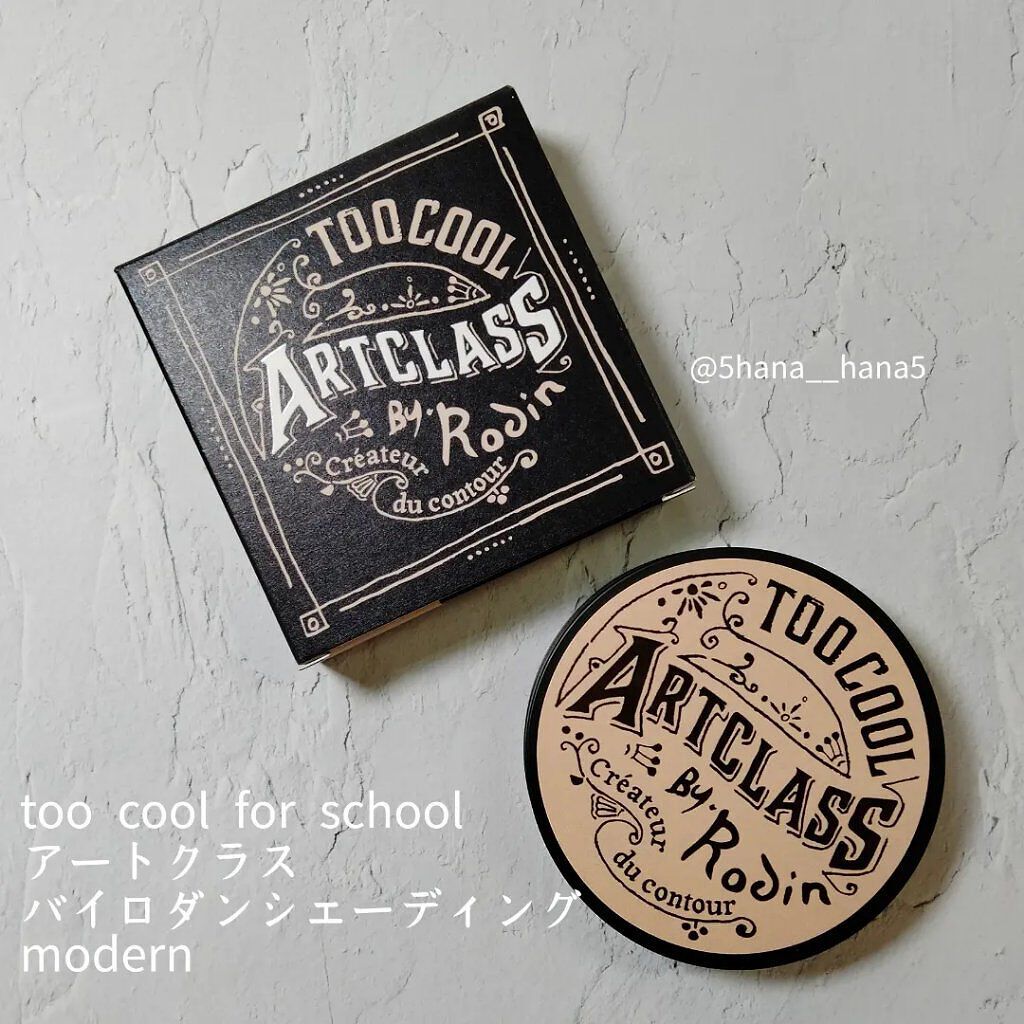 TOO COOL
ARTCLASS
By. Rodin
Créateur
du contour
@5hana__hana5
TOO COOL
ARTCLASS
By. Rodin
Créateur
du contour
too cool for school
アートクラス
バイロダンシェーディング
modern